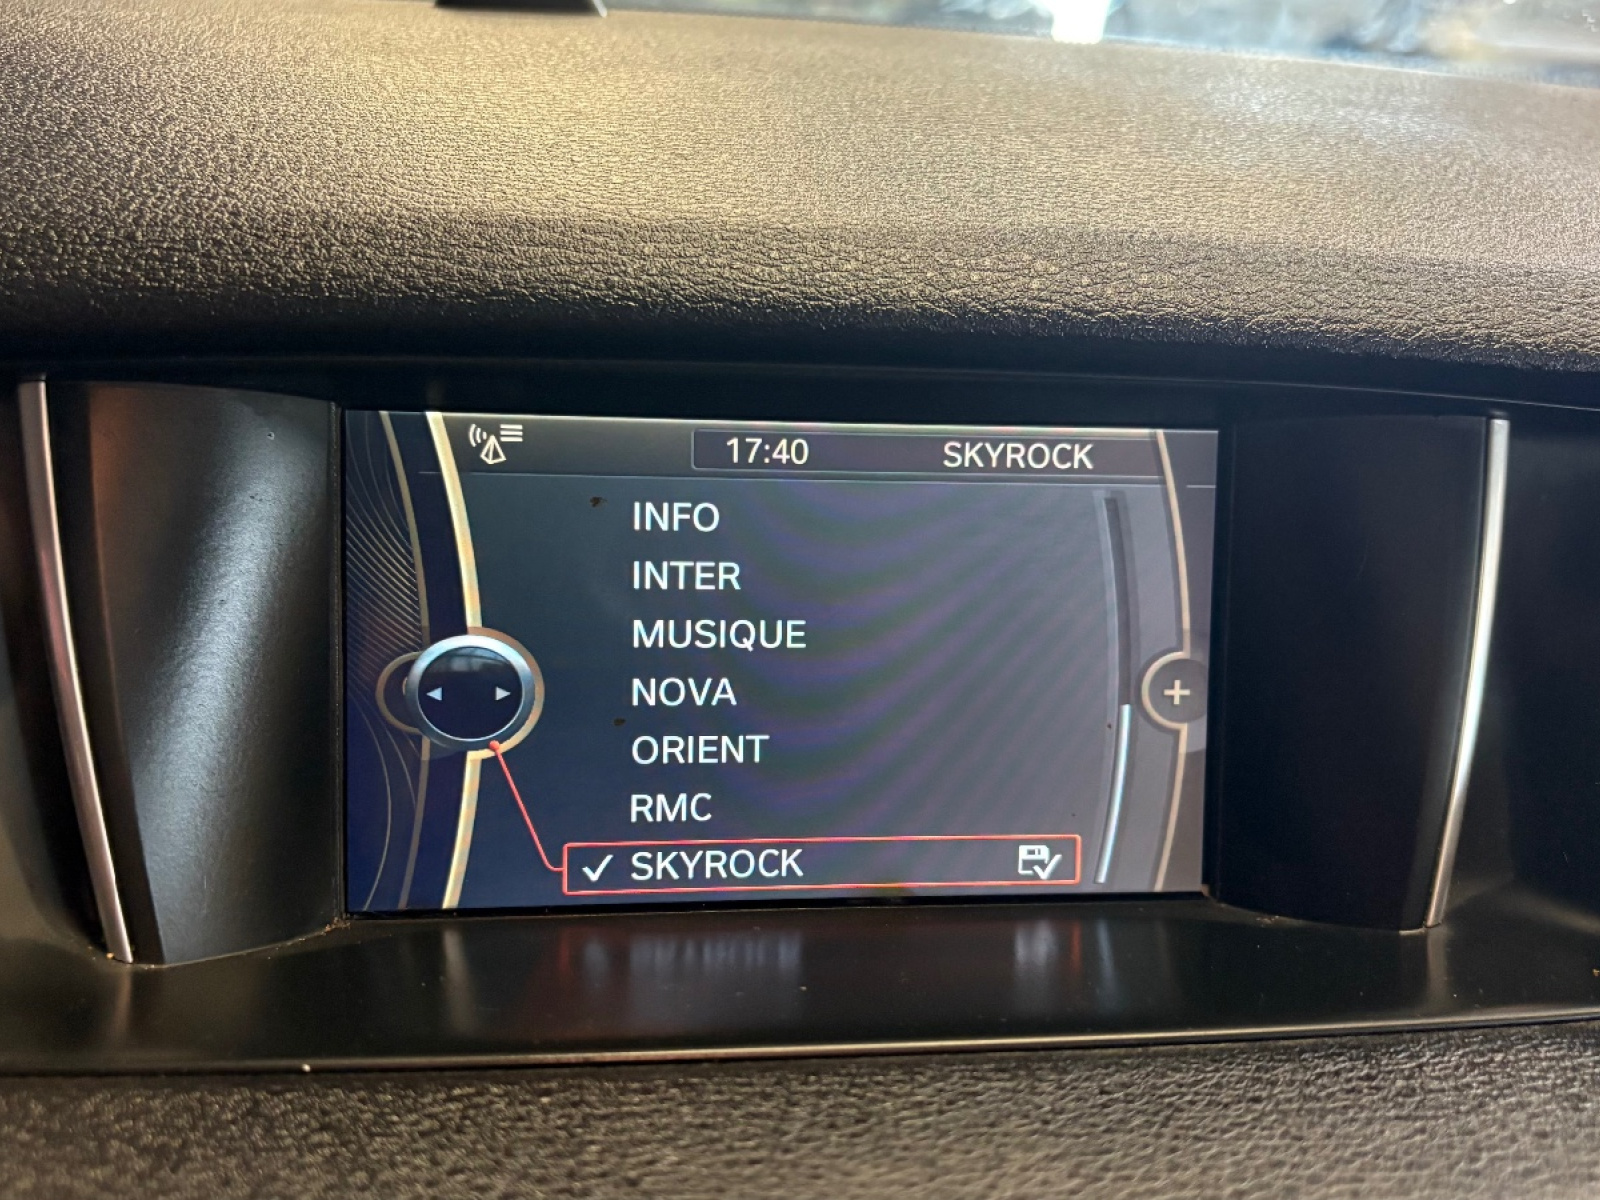 17:40 SKYROCK
INFO
INTER
MUSIQUE
NOVA
ORIENT
RMC
SKYROCK